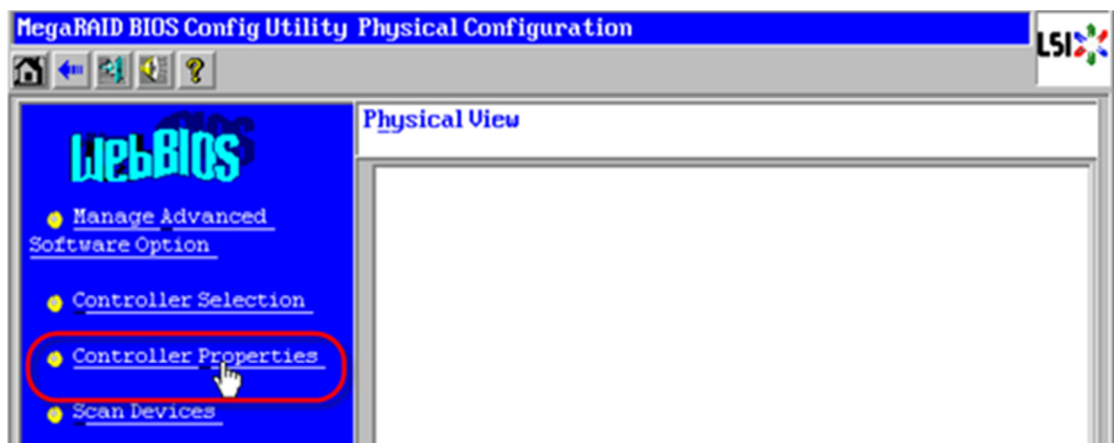 MegaRAID BIOS Config Utility Physical Configuration
LSI
?
Physical View
WebBIOS
Manage Advanced
Software Option
Controller Selection
Controller Properties
Scan Devices